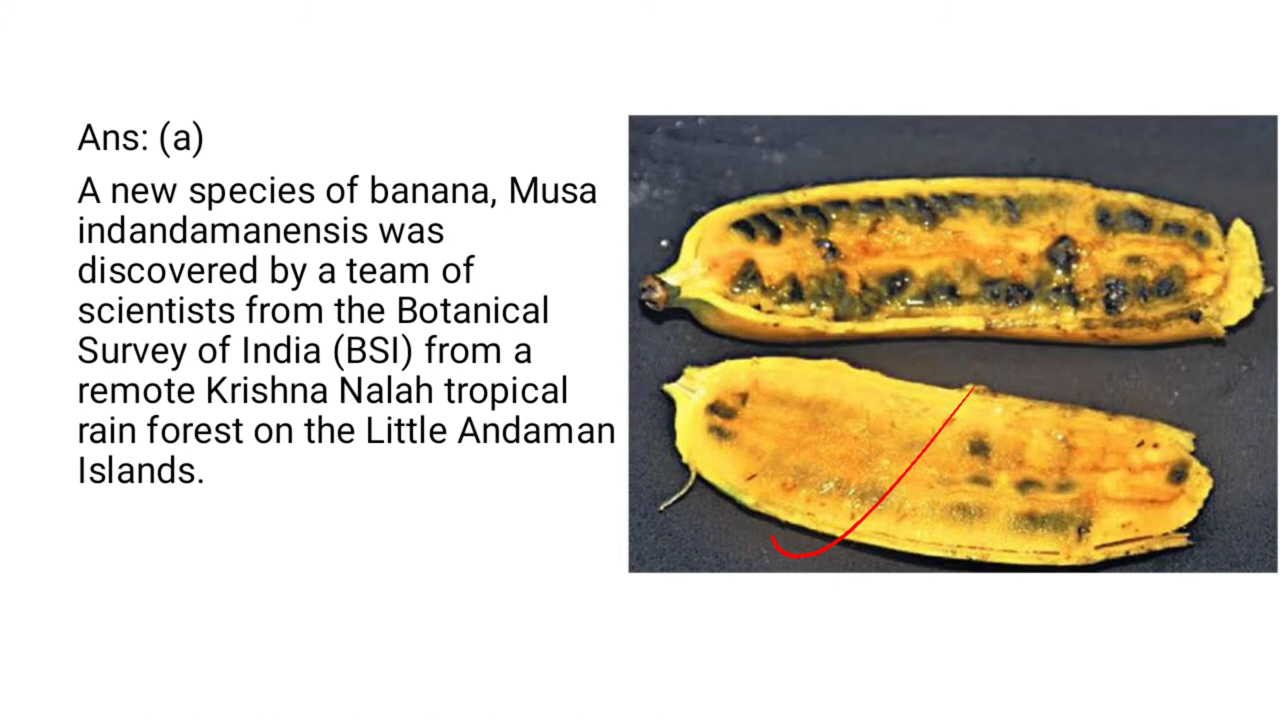 Ans: (a)
A new species of banana, Musa
indandamanensis was
discovered by a team of
scientists from the Botanical
Survey of India (BSI) from a
remote Krishna Nalah tropical
rain forest on the Little Andaman
Islands.